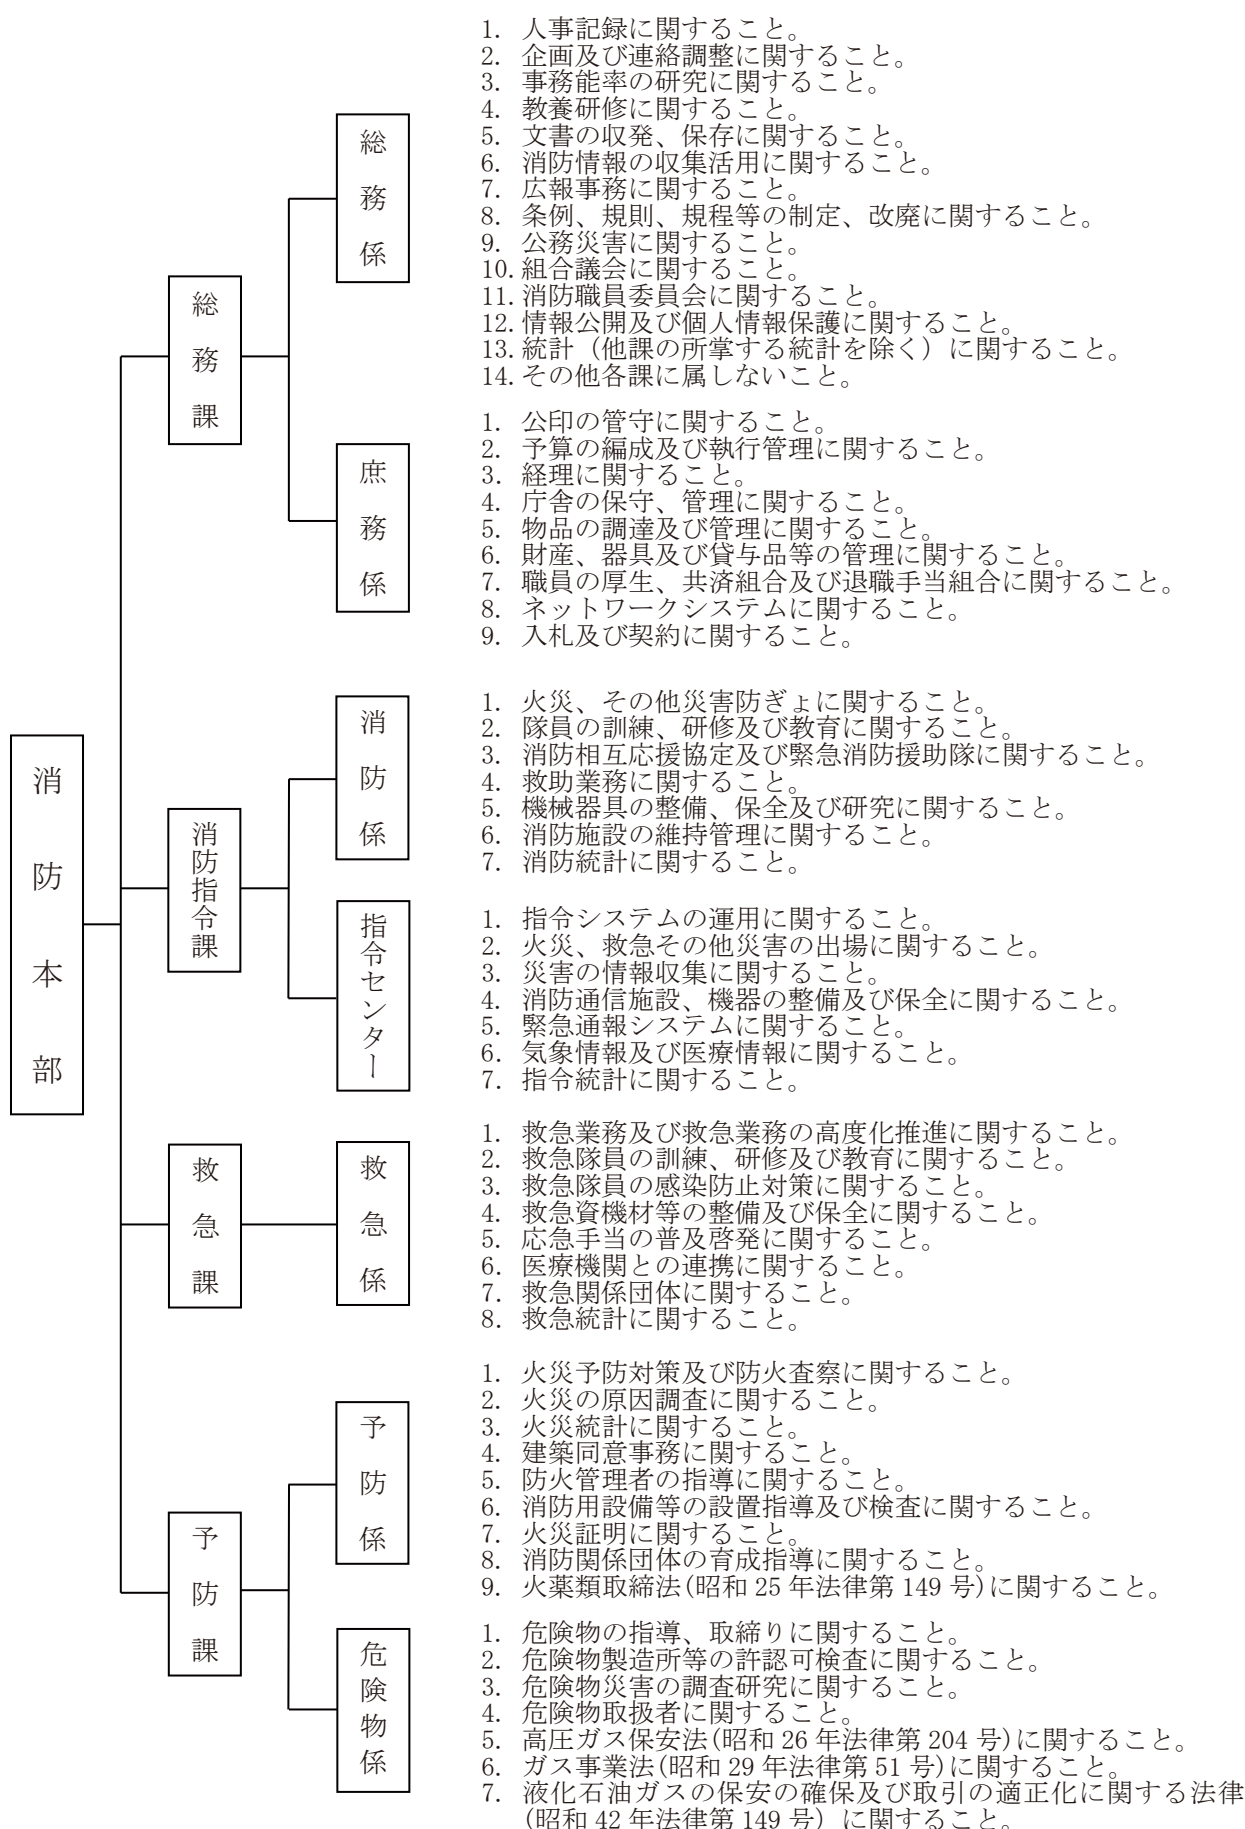 消防本部
総務課
総務係
1. 人事記録に関すること。
2. 企画及び連絡調整に関すること。
3. 事務能率の研究に関すること。
4. 教養研修に関すること。
5. 文書の収発、保存に関すること。
6. 消防情報の収集活用に関すること。
7. 広報事務に関すること。
8. 条例、規則、規程等の制定、改廃に関すること。
9. 公務災害に関すること。
10. 組合議会に関すること。
11. 消防職員委員会に関すること。
12. 情報公開及び個人情報保護に関すること。
13. 統計（他課の所掌する統計を除く）に関すること。
14. その他各課に属しないこと。
庶務係
1. 公印の管守に関すること。
2. 予算の編成及び執行管理に関すること。
3. 経理に関すること。
4. 庁舎の保守、管理に関すること。
5. 物品の調達及び管理に関すること。
6. 財産、器具及び貸与品等の管理に関すること。
7. 職員の厚生、共済組合及び退職手当組合に関すること。
8. ネットワークシステムに関すること。
9. 入札及び契約に関すること。
消防指令課
消防係
1. 火災、その他災害防ぎょに関すること。
2. 隊員の訓練、研修及び教育に関すること。
3. 消防相互応援協定及び緊急消防援助隊に関すること。
4. 救助業務に関すること。
5. 機械器具の整備、保全及び研究に関すること。
6. 消防施設の維持管理に関すること。
7. 消防統計に関すること。
指令センター
1. 指令システムの運用に関すること。
2. 火災、救急その他災害の出場に関すること。
3. 災害の情報収集に関すること。
4. 消防通信施設、機器の整備及び保全に関すること。
5. 緊急通報システムに関すること。
6. 気象情報及び医療情報に関すること。
7. 指令統計に関すること。
救急課
救急係
1. 救急業務及び救急業務の高度化推進に関すること。
2. 救急隊員の訓練、研修及び教育に関すること。
3. 救急隊員の感染防止対策に関すること。
4. 救急資機材等の整備及び保全に関すること。
5. 応急手当の普及啓発に関すること。
6. 医療機関との連携に関すること。
7. 救急関係団体に関すること。
8. 救急統計に関すること。
予防課
予防係
1. 火災予防対策及び防火査察に関すること。
2. 火災の原因調査に関すること。
3. 火災統計に関すること。
4. 建築同意事務に関すること。
5. 防火管理者の指導に関すること。
6. 消防用設備等の設置指導及び検査に関すること。
7. 火災証明に関すること。
8. 消防関係団体の育成指導に関すること。
9. 火薬類取締法(昭和 25 年法律第 149 号)に関すること。
危険物係
1. 危険物の指導、取締りに関すること。
2. 危険物製造所等の許認可検査に関すること。
3. 危険物災害の調査研究に関すること。
4. 危険物取扱者に関すること。
5. 高圧ガス保安法(昭和 26 年法律第 204 号)に関すること。
6. ガス事業法(昭和 29 年法律第 51 号)に関すること。
7. 液化石油ガスの保安の確保及び取引の適正化に関する法律
(昭和 42 年法律第 149 号）に関すること。